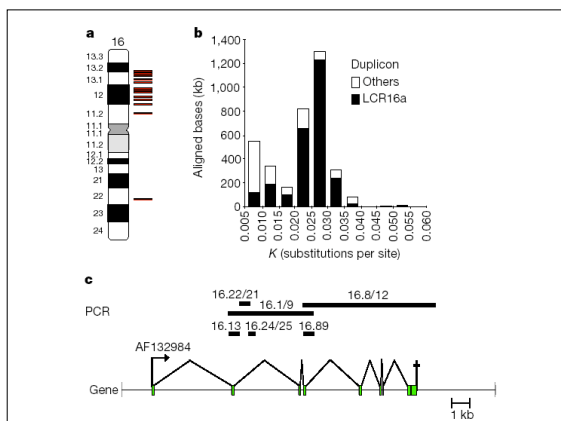 a
16
13.3
13.2
13.1
12
11.2
11.1
11.1
11.2
12.1
12.2
13
21
22
23
24
b
Aligned bases (kb)
1,400
1,200
1,000
800
600
400
200
0
Duplicon
Others
LCR16a
0.005 0.010 0.015 0.020 0.025 0.030 0.035 0.040 0.045 0.050 0.055 0.060
K (substitutions per site)
c
PCR
16.22/21
16.1/9
16.8/12
16.13
16.24/25
16.89
AF132984
Gene
1 kb